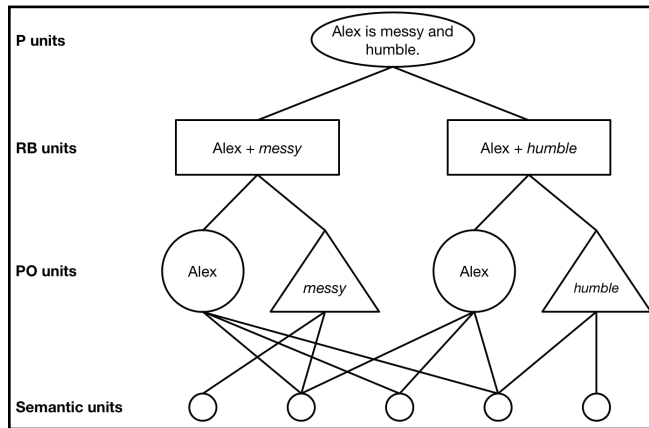 P units
Alex is messy and
humble.
RB units
Alex + messy
Alex + humble
PO units
Alex
messy
Alex
humble
Semantic units